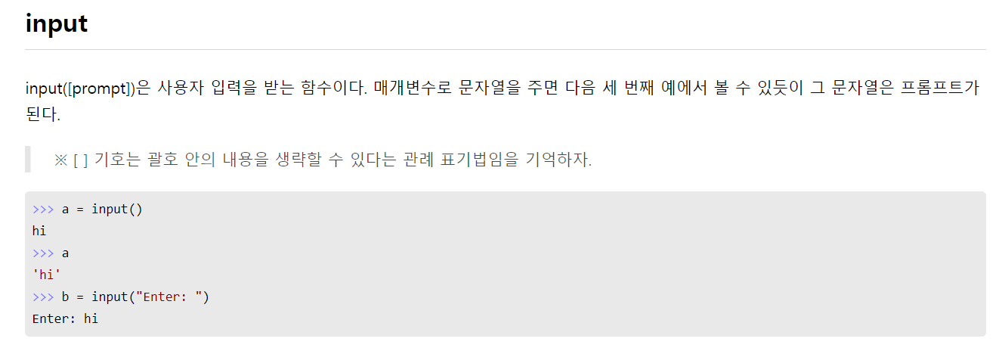 input
input([prompt])은 사용자 입력을 받는 함수이다. 매개변수로 문자열을 주면 다음 세 번째 예에서 볼 수 있듯이 그 문자열은 프롬프트가
된다.
※ [ ] 기호는 괄호 안의 내용을 생략할 수 있다는 관례 표기법임을 기억하자.
>>> a = input()
hi
>>> a
'hi'
>>> b = input("Enter: ")
Enter: hi